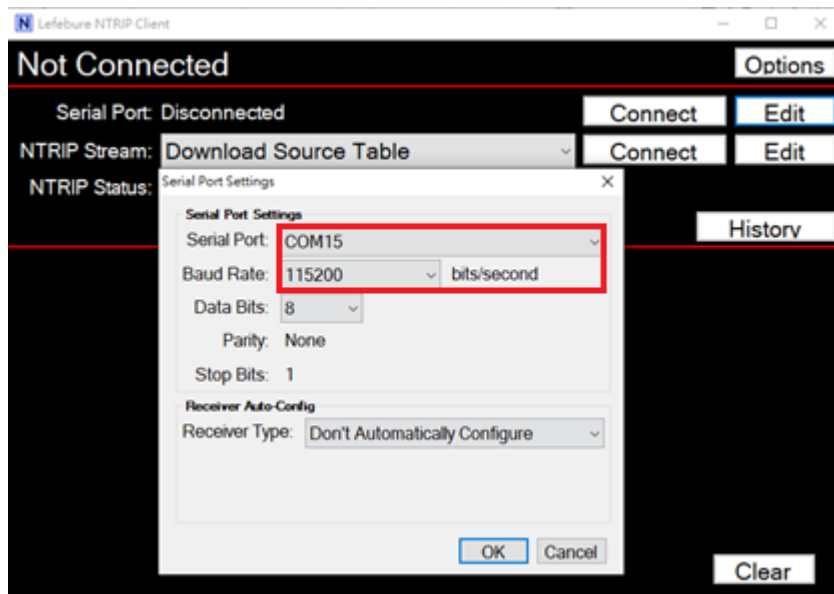 Lefebure NTRIP Client
Not Connected
Options
Serial Port: Disconnected
Connect
Edit
NTRIP Stream: Download Source Table
Connect
Edit
NTRIP Status:
History
Serial Port Settings
Serial Port Settings
Serial Port: COM15
Baud Rate: 115200 bits/second
Data Bits: 8
Parity: None
Stop Bits: 1
Receiver Auto-Config
Receiver Type: Don't Automatically Configure
OK
Cancel
Clear